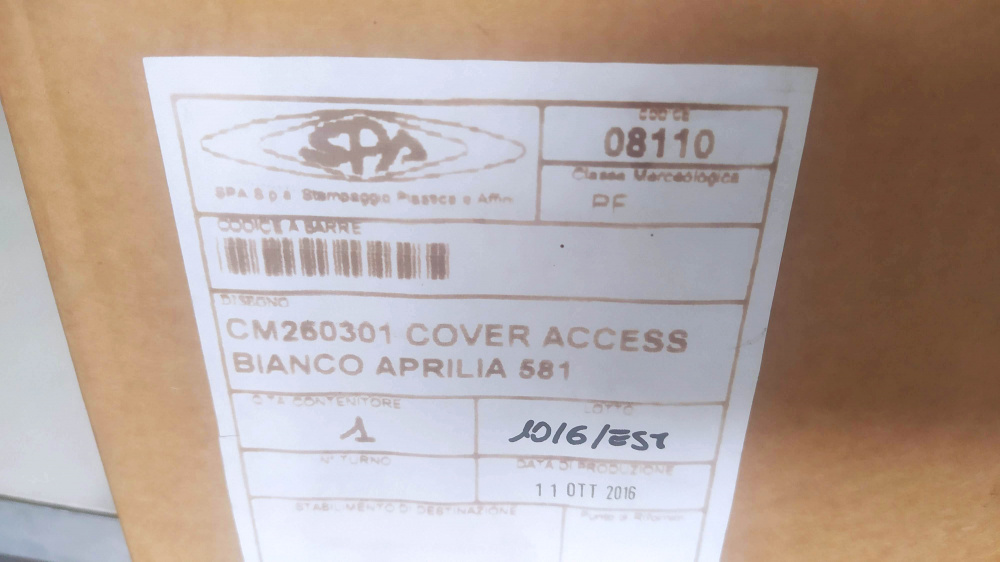 SPA
CODICE
08110
SPA S.p.A. Stampaggio Plastica e Affini
Classe Merceologica
PF
CODICE A BARRE
DISEGNO
CM260301 COVER ACCESS
BIANCO APRILIA 581
Q.TA CONTENITORE
LOTTO
1
1016/EST
N° TURNO
DATA DI PRODUZIONE
11 OTT 2016
STABILIMENTO DI DESTINAZIONE